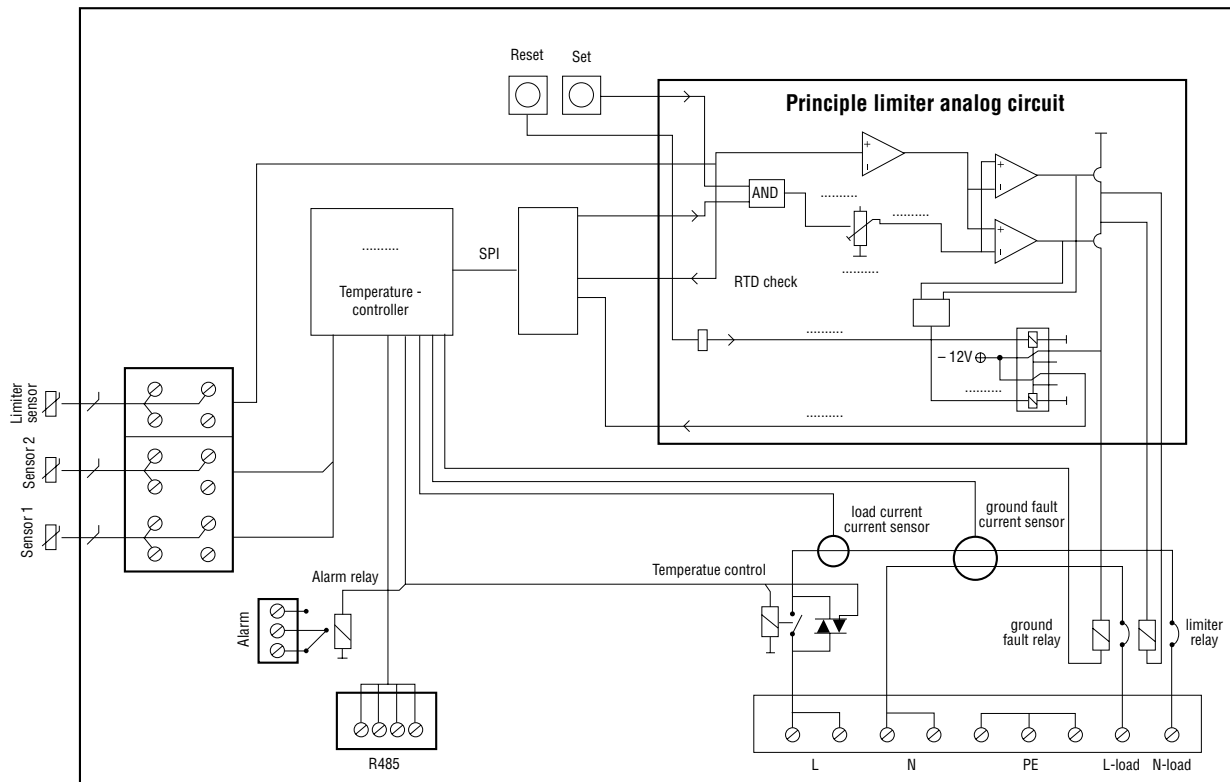 Reset
Set
Principle limiter analog circuit
AND
..........
..........
..........
SPI
..........
Temperature -
controller
RTD check
..........
– 12V
..........
..........
Limiter
sensor
Sensor 2
Sensor 1
load current
current sensor
ground fault
current sensor
Alarm relay
Temperatue control
Alarm
ground
fault relay
limiter
relay
R485
L
N
PE
L-load
N-load